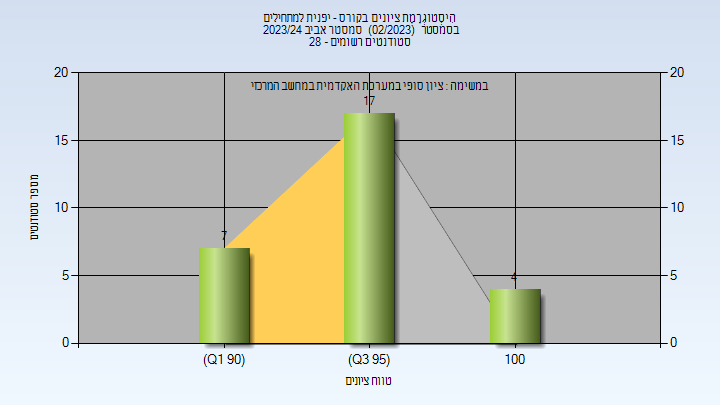 היסטוגרמת ציונים בקורס - יפנית למתחילים
בסמסטר (02/2023) סמסטר אביב 2023/24
סטודנטים רשומים - 28
במשימה : ציון סופי במערכת האקדמית במחשב המרכזי
מספר סטודנטים
20
15
10
5
0
20
15
10
5
0
7
17
4
(Q1 90)
(Q3 95)
100
טווח ציונים